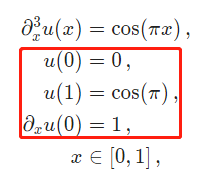 ∂³ₓu(x) = cos(πx) ,
u(0) = 0 ,
u(1) = cos(π) ,
∂ₓu(0) = 1 ,
x ∈ [0, 1] ,